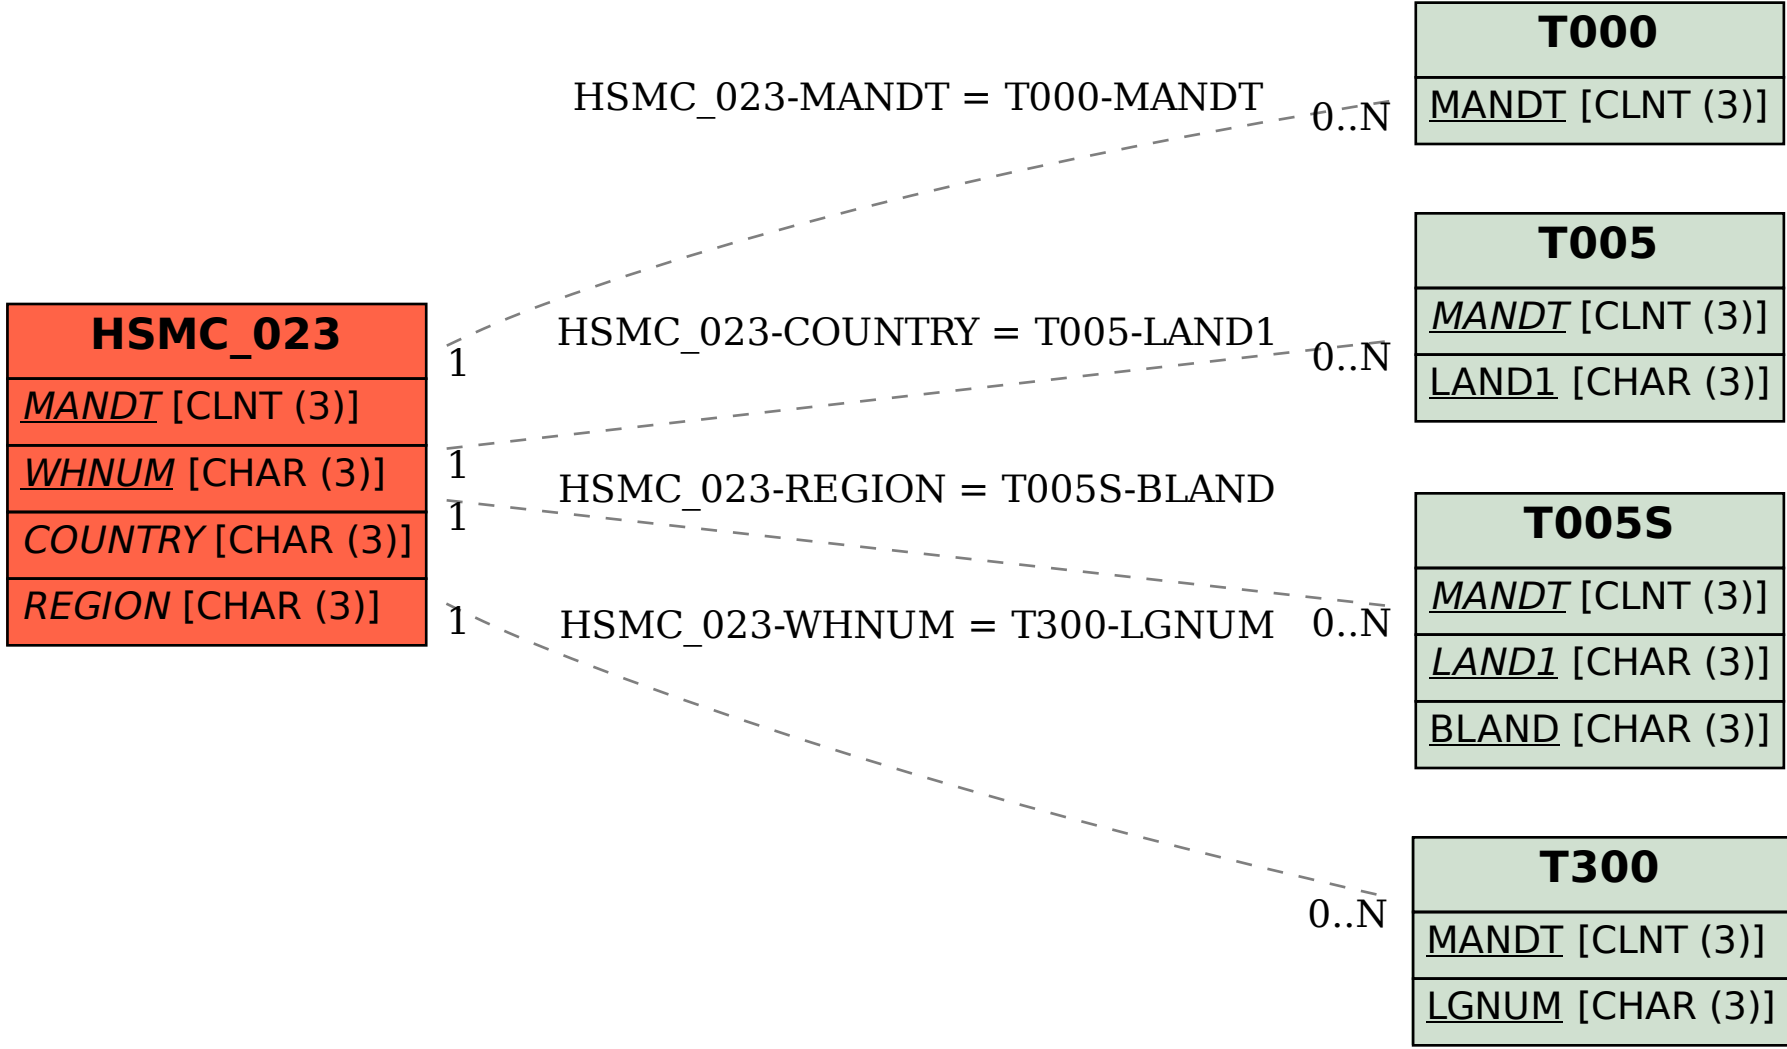 HSMC_023
MANDT [CLNT (3)]
WHNUM [CHAR (3)]
COUNTRY [CHAR (3)]
REGION [CHAR (3)]
HSMC_023-MANDT = T000-MANDT
1
0..N
HSMC_023-COUNTRY = T005-LAND1
1
0..N
HSMC_023-REGION = T005S-BLAND
1
0..N
HSMC_023-WHNUM = T300-LGNUM
1
0..N
T000
MANDT [CLNT (3)]
T005
MANDT [CLNT (3)]
LAND1 [CHAR (3)]
T005S
MANDT [CLNT (3)]
LAND1 [CHAR (3)]
BLAND [CHAR (3)]
T300
MANDT [CLNT (3)]
LGNUM [CHAR (3)]